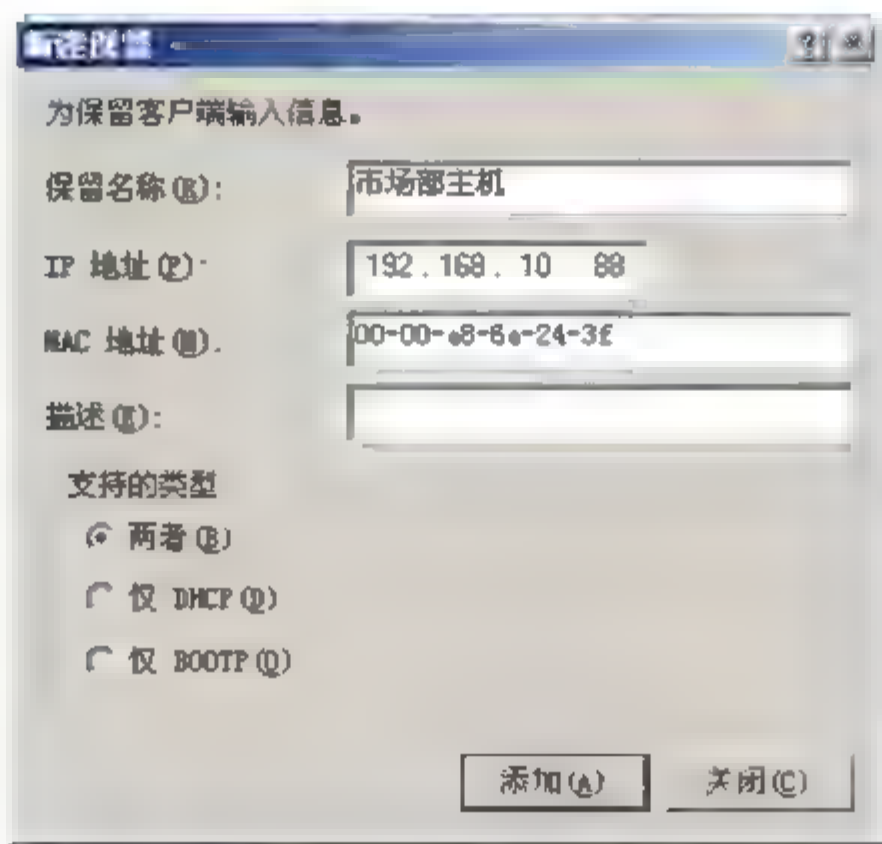 新建保留
为保留客户端输入信息。
保留名称(R): 市场部主机
IP 地址(P): 192.168.10.88
MAC 地址(M): 00-00-e8-6e-24-3f
描述(E):
支持的类型
两者(B)
仅 DHCP(D)
仅 BOOTP(O)
添加(A) 关闭(C)